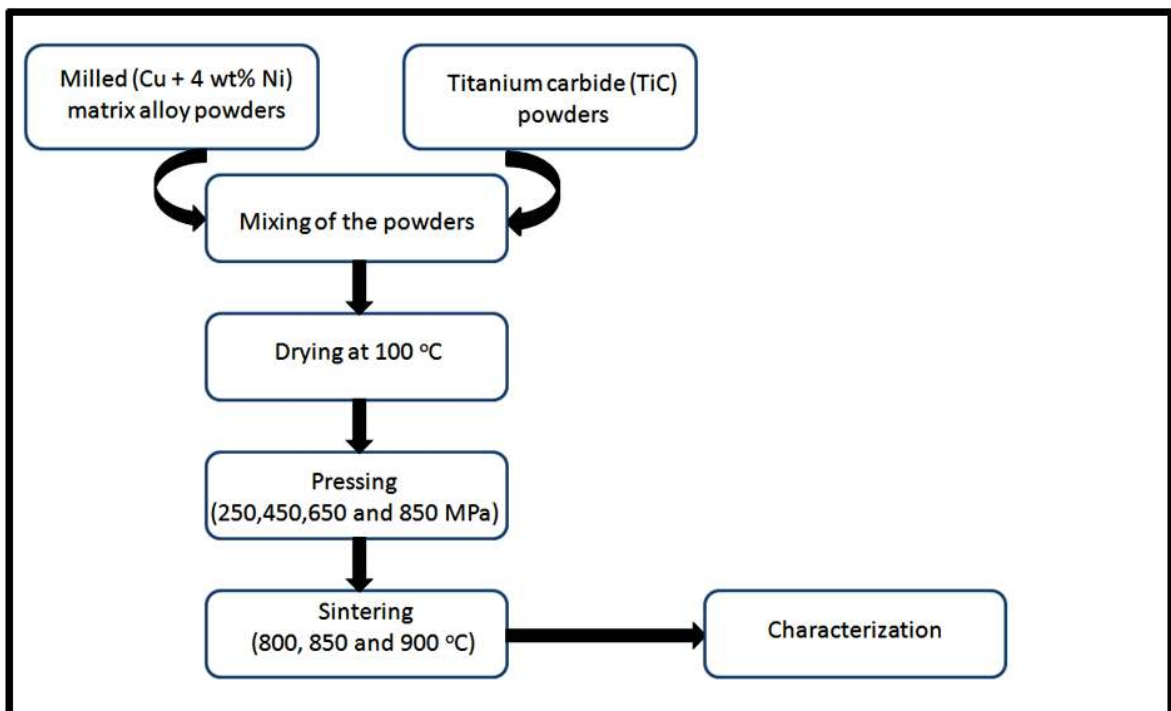 Milled (Cu + 4 wt% Ni)
matrix alloy powders
Titanium carbide (TiC)
powders
Mixing of the powders
Drying at 100 °C
Pressing
(250,450,650 and 850 MPa)
Sintering
(800, 850 and 900 °C)
Characterization